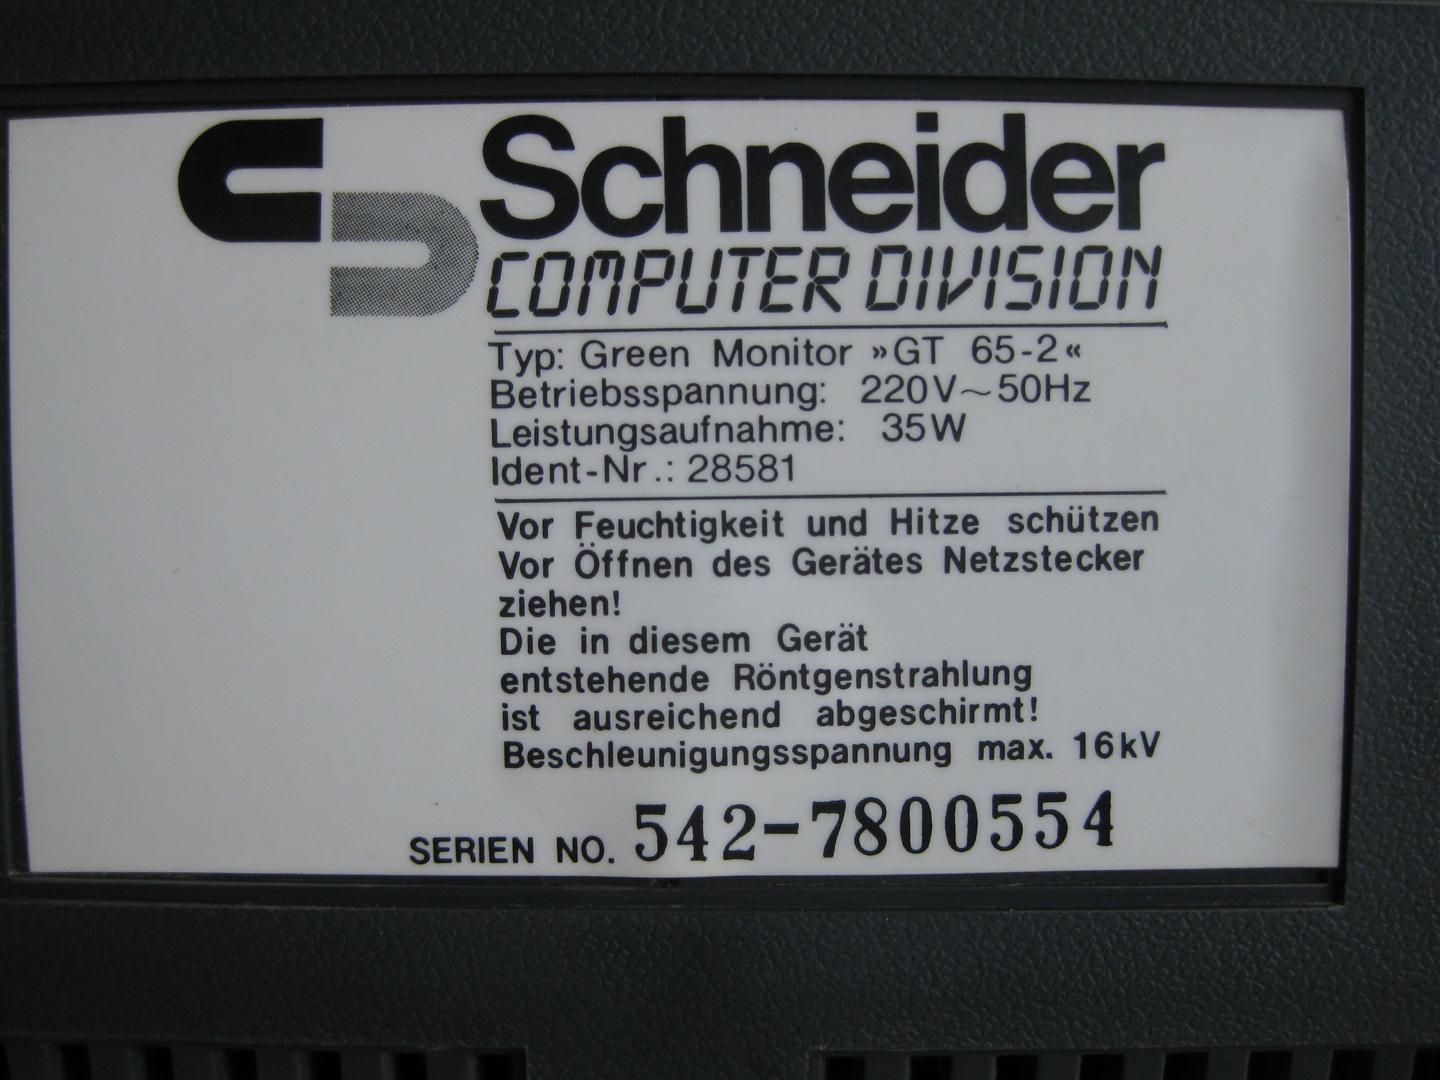 Schneider
COMPUTER DIVISION
Typ: Green Monitor »GT 65-2«
Betriebsspannung: 220V~50Hz
Leistungsaufnahme: 35W
Ident-Nr.: 28581
Vor Feuchtigkeit und Hitze schützen
Vor Öffnen des Gerätes Netzstecker
ziehen!
Die in diesem Gerät
entstehende Röntgenstrahlung
ist ausreichend abgeschirmt!
Beschleunigungsspannung max. 16kV
SERIEN NO. 542-7800554